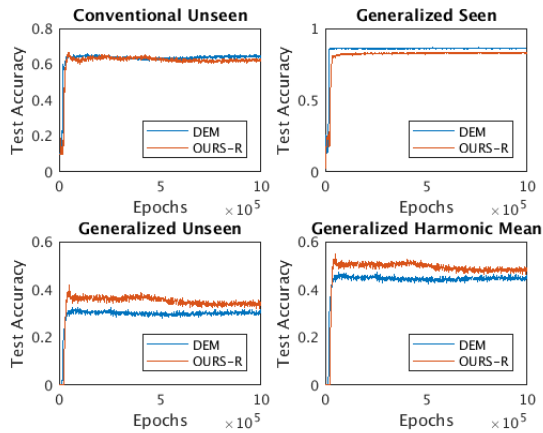 Conventional Unseen
Test Accuracy
0.8
0.6
0.4
0.2
0
DEM
OURS-R
0
5
10
Epochs
×10^5
Generalized Seen
Test Accuracy
1
0.5
0
DEM
OURS-R
0
5
10
Epochs
×10^5
Generalized Unseen
Test Accuracy
0.6
0.4
0.2
0
DEM
OURS-R
0
5
10
Epochs
×10^5
Generalized Harmonic Mean
Test Accuracy
0.6
0.4
0.2
0
DEM
OURS-R
0
5
10
Epochs
×10^5